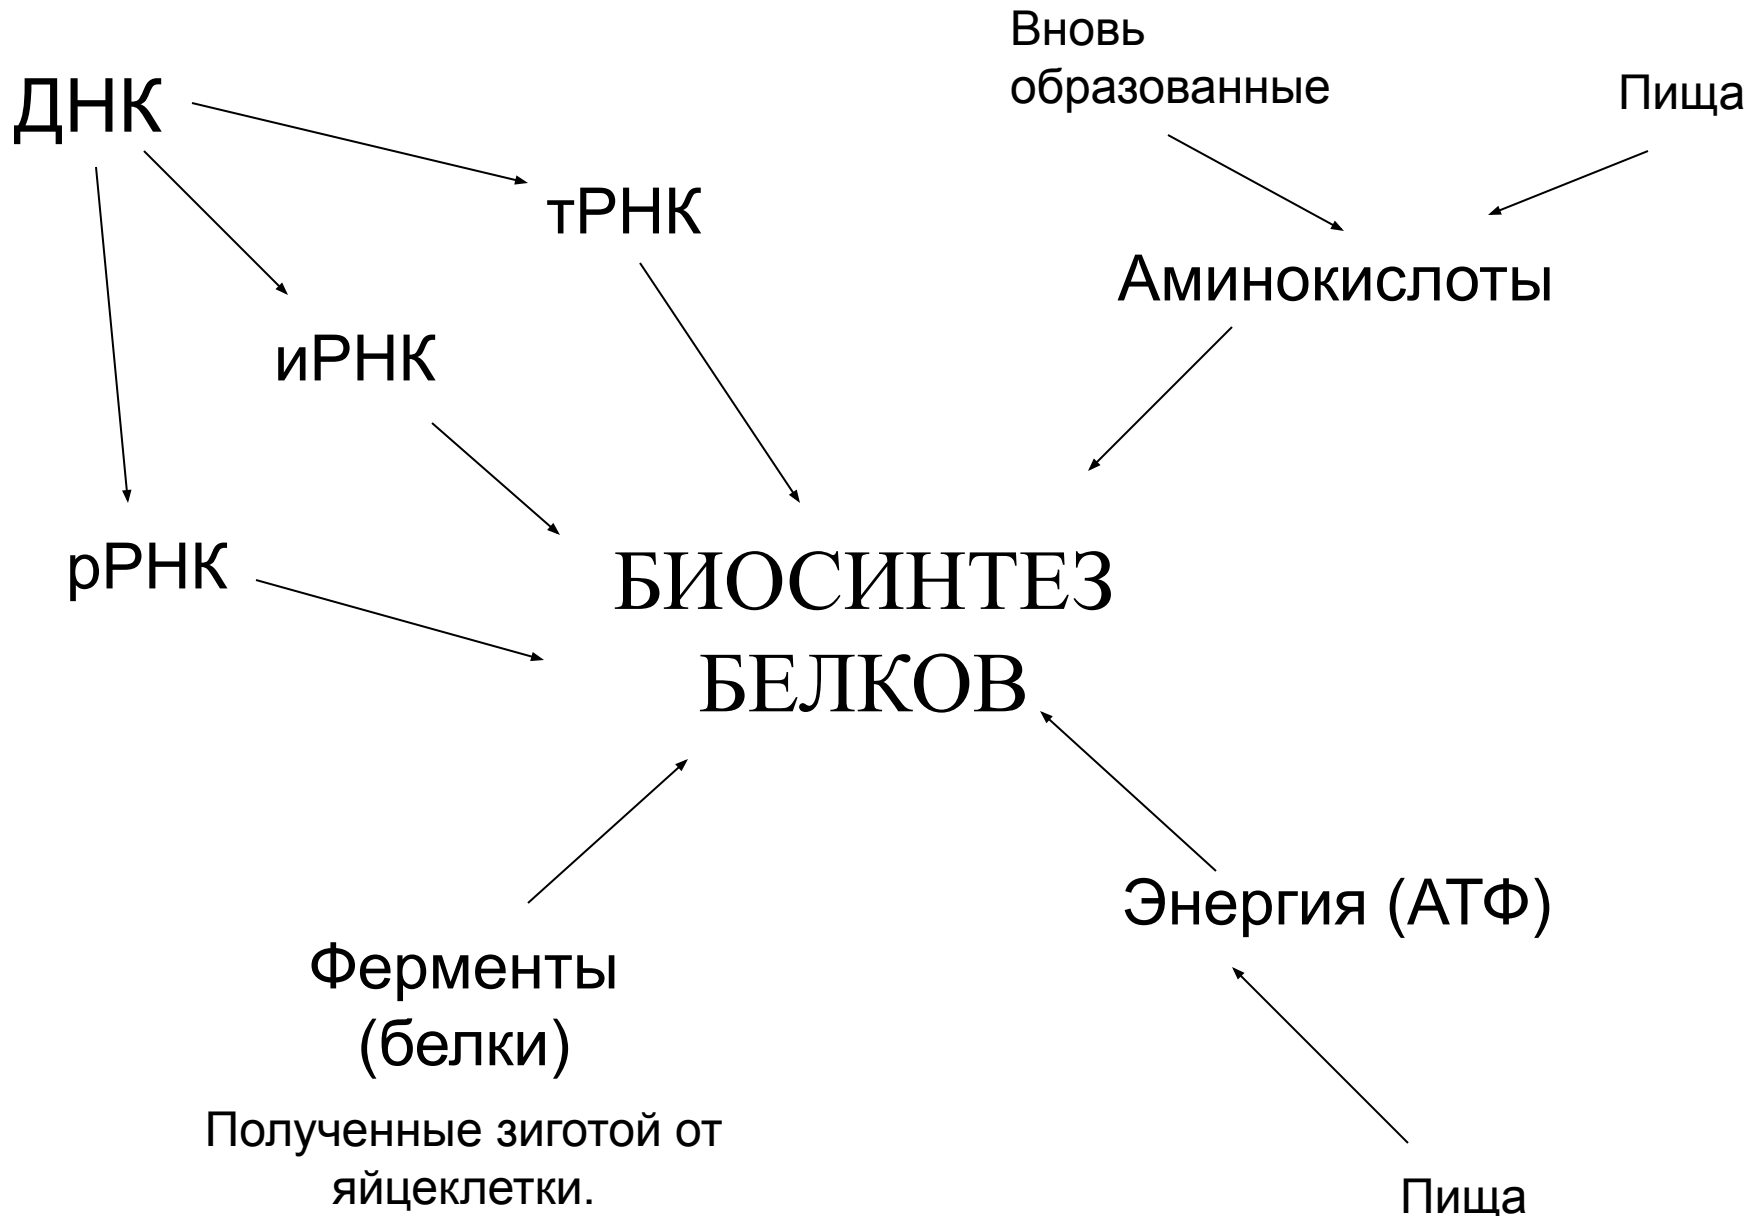 Вновь
образованные
Пища
ДНК
тРНК
Аминокислоты
иРНК
рРНК
БИОСИНТЕЗ
БЕЛКОВ
Энергия (АТФ)
Ферменты
(белки)
Полученные зиготой от
яйцеклетки.
Пища